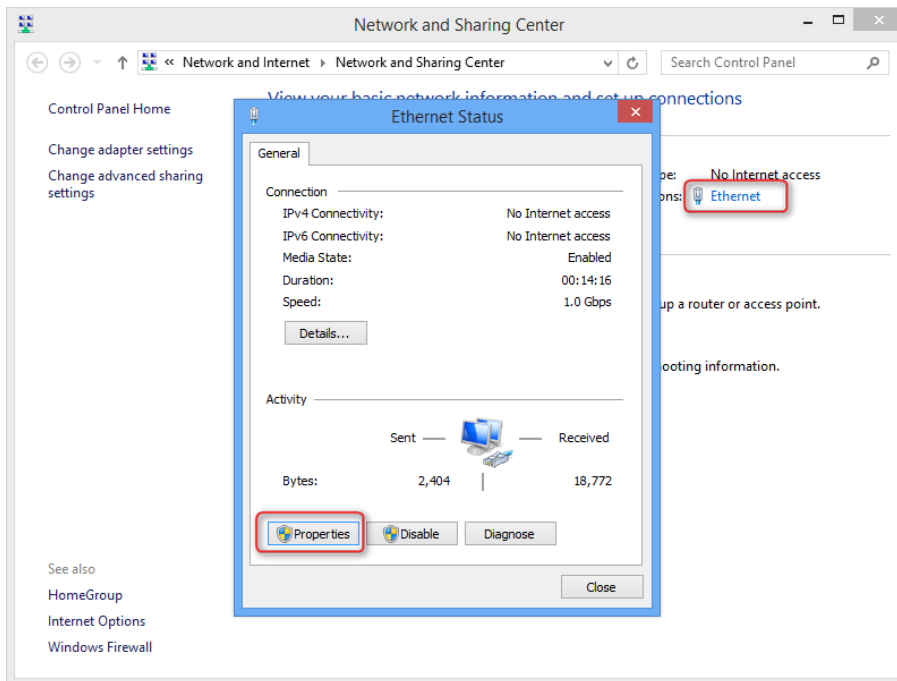 Network and Sharing Center
« Network and Internet ▸ Network and Sharing Center
Search Control Panel
Control Panel Home
View your basic network information and set up connections
Change adapter settings
Change advanced sharing
settings
pe: No Internet access
ons: Ethernet
up a router or access point.
ooting information.
Ethernet Status
General
Connection
IPv4 Connectivity: No Internet access
IPv6 Connectivity: No Internet access
Media State: Enabled
Duration: 00:14:16
Speed: 1.0 Gbps
Details...
Activity
Sent — — Received
Bytes: 2,404 18,772
Properties Disable Diagnose
Close
See also
HomeGroup
Internet Options
Windows Firewall